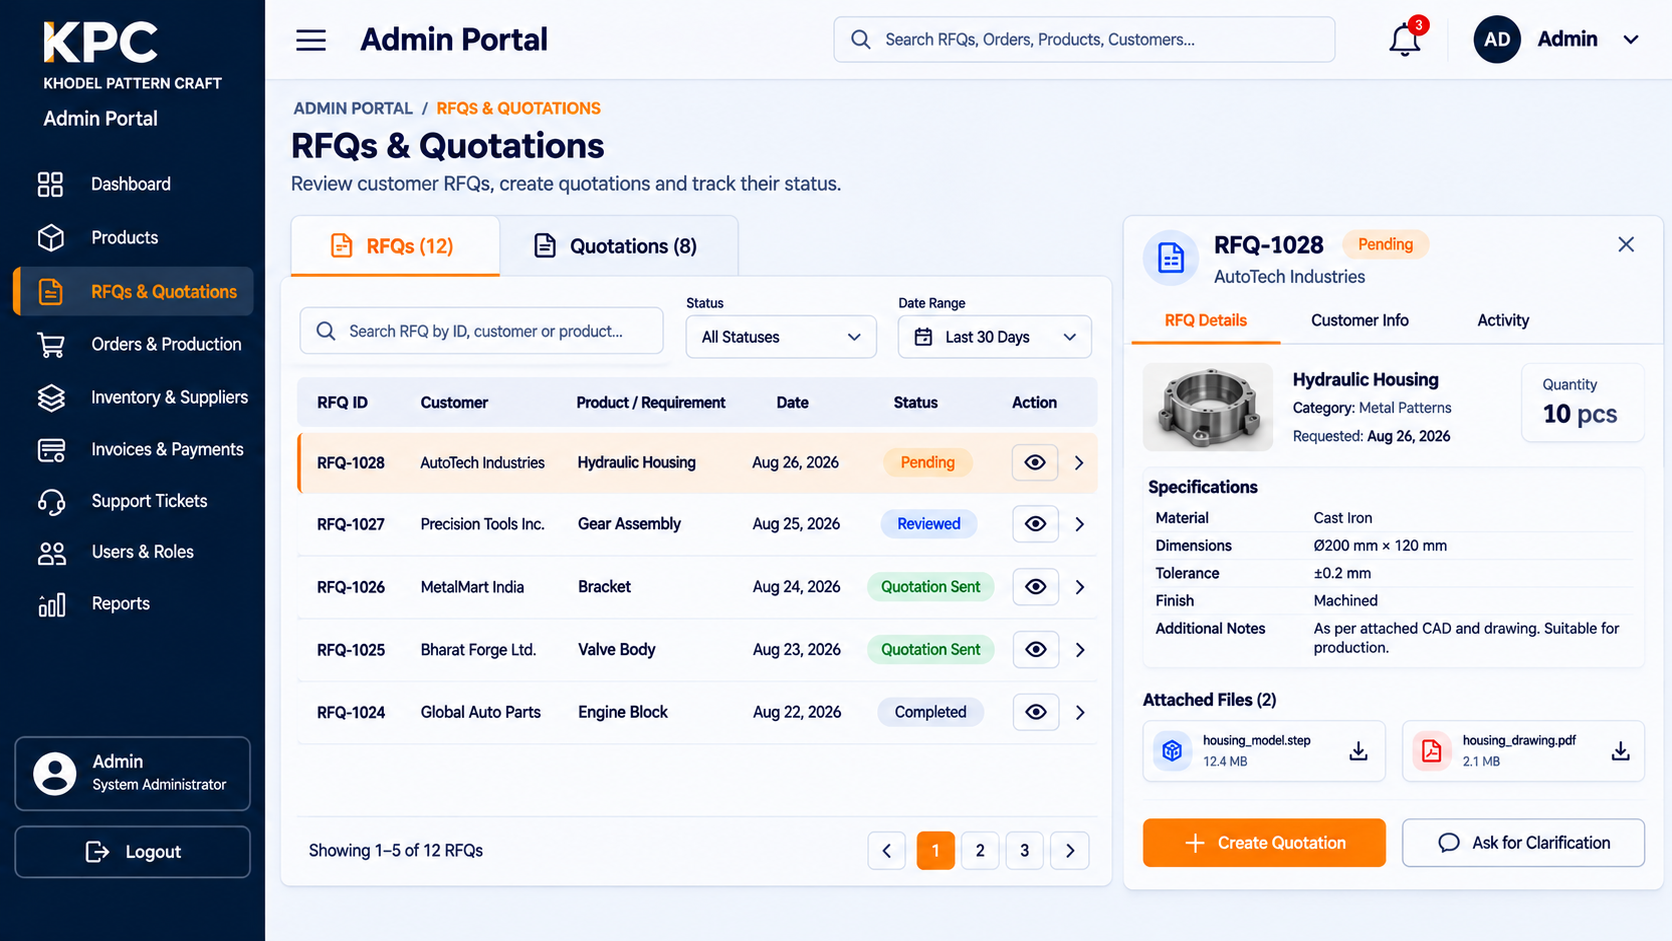 KPC
KHODEL PATTERN CRAFT
Admin Portal
Dashboard
Products
RFQs & Quotations
Orders & Production
Inventory & Suppliers
Invoices & Payments
Support Tickets
Users & Roles
Reports
Admin
System Administrator
Logout
Admin Portal
Search RFQs, Orders, Products, Customers...
3
AD
Admin
ADMIN PORTAL / RFQs & QUOTATIONS
RFQs & Quotations
Review customer RFQs, create quotations and track their status.
RFQs (12)
Quotations (8)
Search RFQ by ID, customer or product...
Status
All Statuses
Date Range
Last 30 Days
RFQ ID Customer Product / Requirement Date Status Action
RFQ-1028 AutoTech Industries Hydraulic Housing Aug 26, 2026 Pending
RFQ-1027 Precision Tools Inc. Gear Assembly Aug 25, 2026 Reviewed
RFQ-1026 MetalMart India Bracket Aug 24, 2026 Quotation Sent
RFQ-1025 Bharat Forge Ltd. Valve Body Aug 23, 2026 Quotation Sent
RFQ-1024 Global Auto Parts Engine Block Aug 22, 2026 Completed
Showing 1–5 of 12 RFQs
1 2 3
RFQ-1028 Pending
AutoTech Industries
RFQ Details Customer Info Activity
Hydraulic Housing
Category: Metal Patterns
Requested: Aug 26, 2026
Quantity
10 pcs
Specifications
Material Cast Iron
Dimensions Ø200 mm × 120 mm
Tolerance ±0.2 mm
Finish Machined
Additional Notes As per attached CAD and drawing. Suitable for
production.
Attached Files (2)
housing_model.step
12.4 MB
housing_drawing.pdf
2.1 MB
Create Quotation
Ask for Clarification